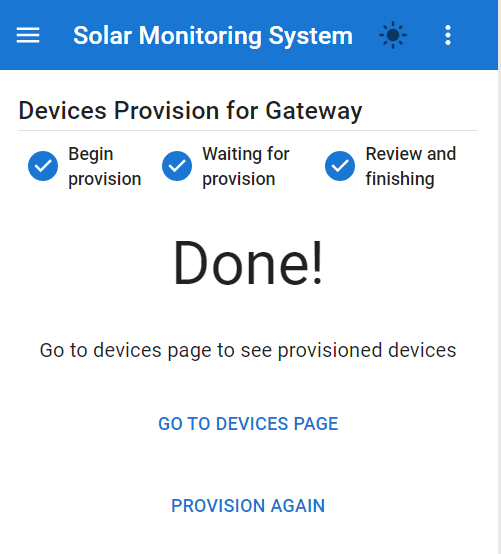 Solar Monitoring System
Devices Provision for Gateway
Begin
provision
Waiting for
provision
Review and
finishing
Done!
Go to devices page to see provisioned devices
GO TO DEVICES PAGE
PROVISION AGAIN